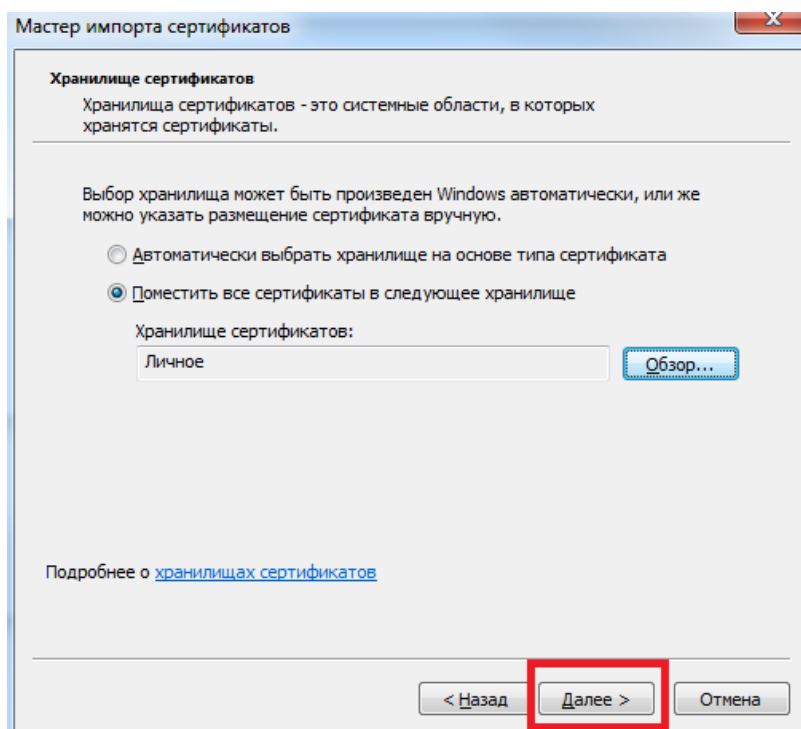 Мастер импорта сертификатов
Хранилище сертификатов
Хранилища сертификатов - это системные области, в которых
хранятся сертификаты.
Выбор хранилища может быть произведен Windows автоматически, или же
можно указать размещение сертификата вручную.
Автоматически выбрать хранилище на основе типа сертификата
Поместить все сертификаты в следующее хранилище
Хранилище сертификатов:
Личное
Обзор...
Подробнее о хранилищах сертификатов
< Назад
Далее >
Отмена